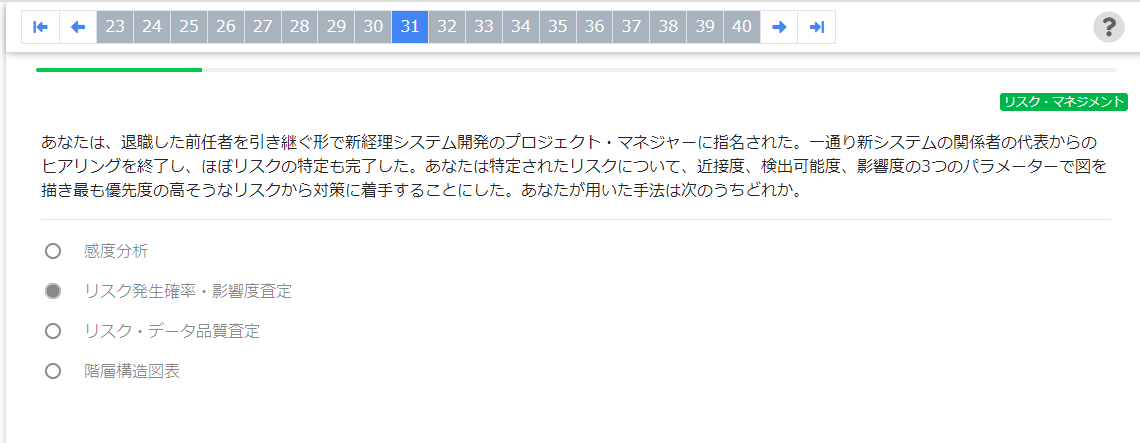 23 24 25 26 27 28 29 30 31 32 33 34 35 36 37 38 39 40 ?
リスク・マネジメント
あなたは、退職した前任者を引き継ぐ形で新経理システム開発のプロジェクト・マネジャーに指名された。一通り新システムの関係者の代表からの
ヒアリングを終了し、ほぼリスクの特定も完了した。あなたは特定されたリスクについて、近接度、検出可能度、影響度の3つのパラメーターで図を
描き最も優先度の高そうなリスクから対策に着手することにした。あなたが用いた手法は次のうちどれか。
感度分析
リスク発生確率・影響度査定
リスク・データ品質査定
階層構造図表